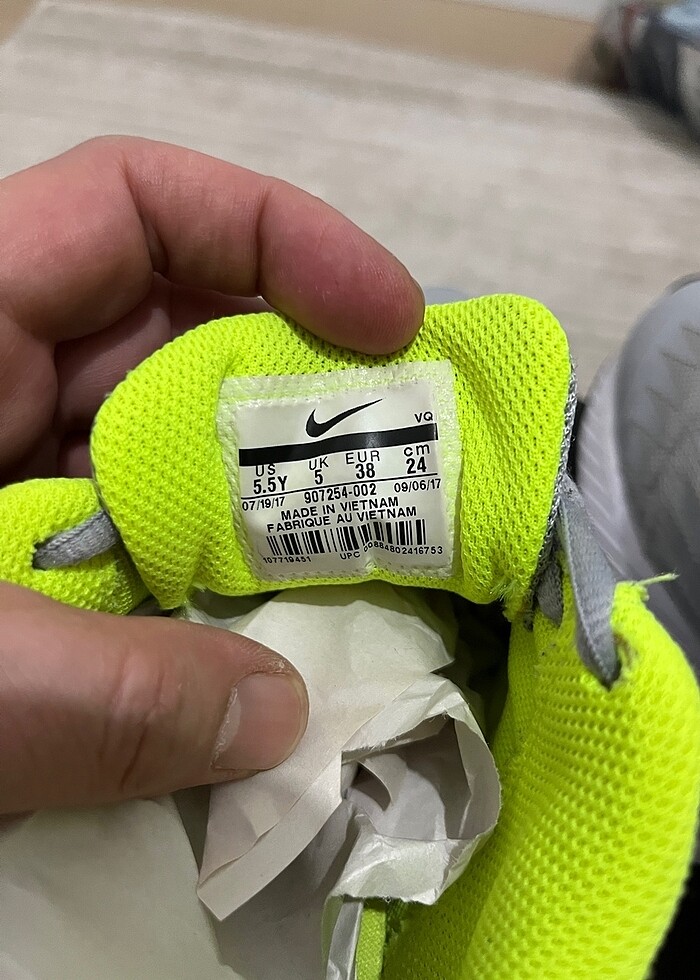 VQ
US UK EUR cm
5.5Y 5 38 24
07/19/17 907254-002 09/06/17
MADE IN VIETNAM
FABRIQUE AU VIETNAM
107719451 UPC 00884802416753